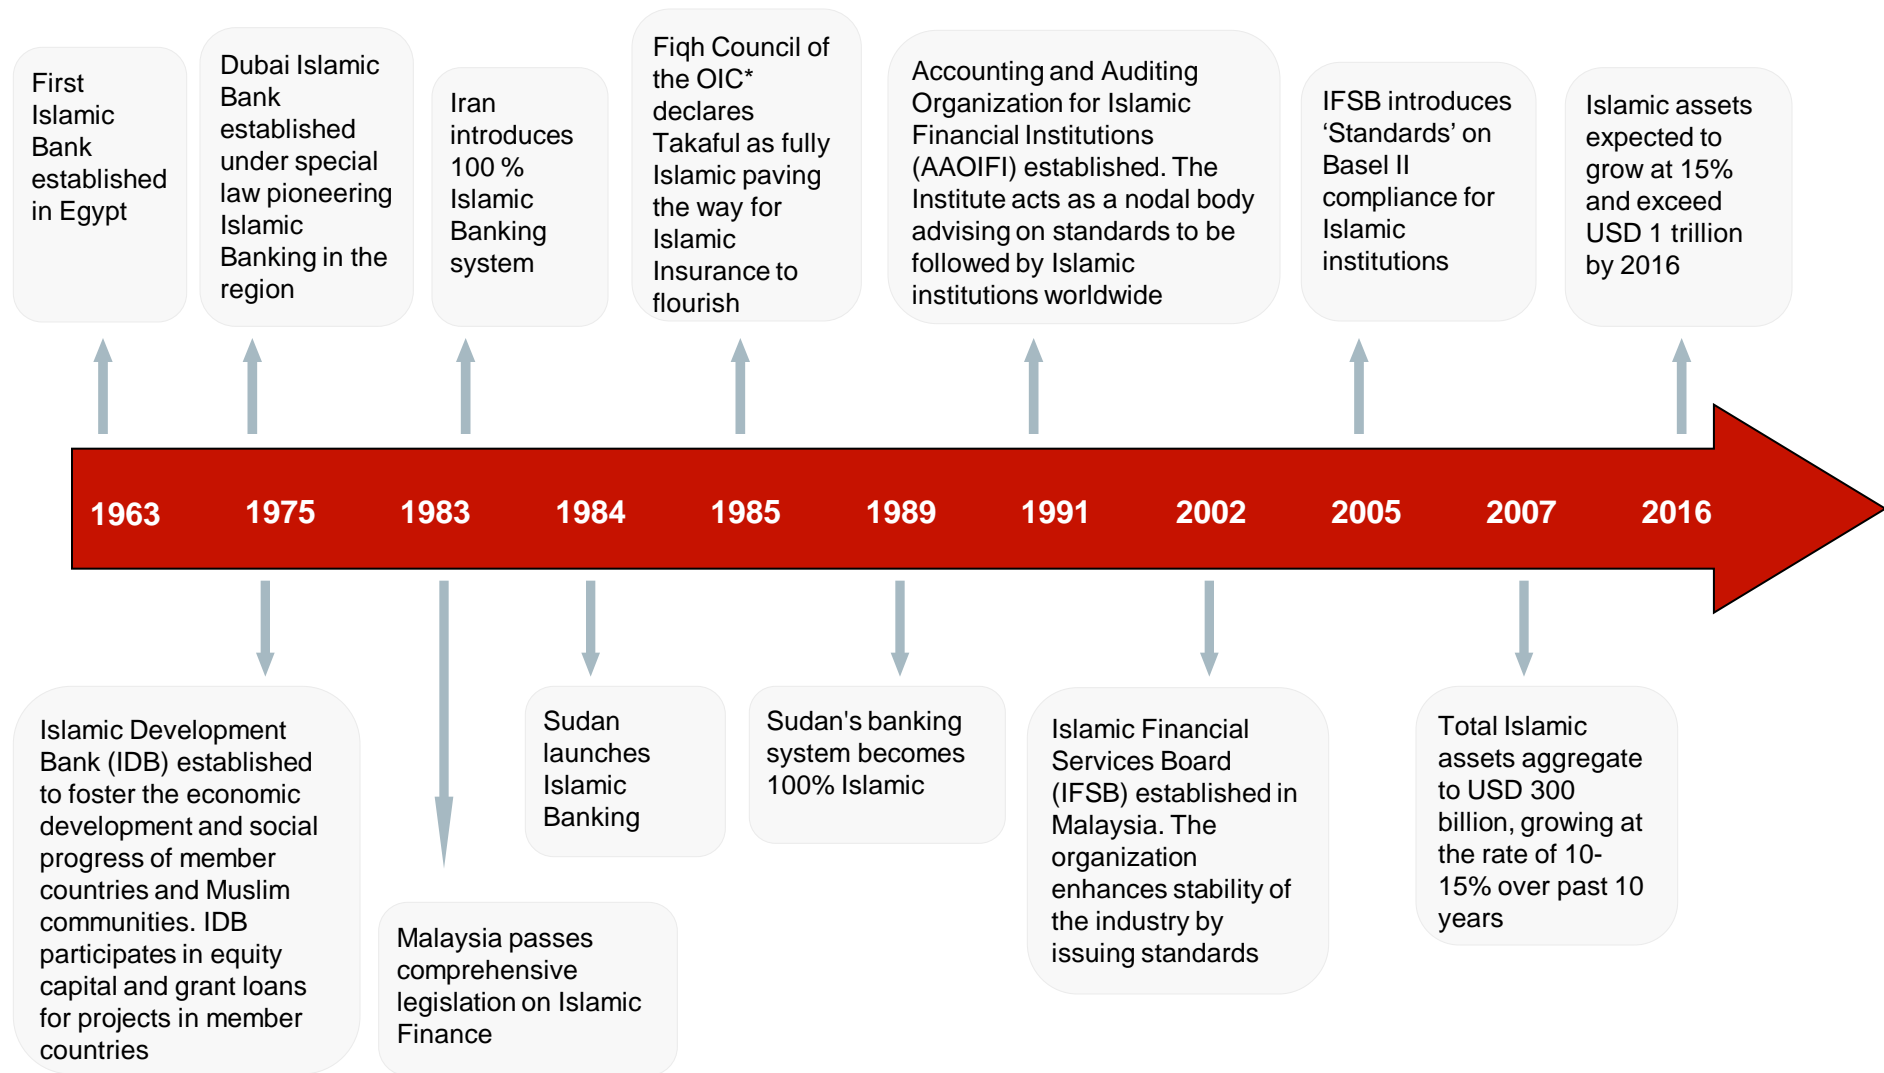 First
Islamic
Bank
established
in Egypt
Dubai Islamic
Bank
established
under special
law pioneering
Islamic
Banking in the
region
Iran
introduces
100 %
Islamic
Banking
system
Fiqh Council of
the OIC*
declares
Takaful as fully
Islamic paving
the way for
Islamic
Insurance to
flourish
Accounting and Auditing
Organization for Islamic
Financial Institutions
(AAOIFI) established. The
Institute acts as a nodal body
advising on standards to be
followed by Islamic
institutions worldwide
IFSB introduces
‘Standards’ on
Basel II
compliance for
Islamic
institutions
Islamic assets
expected to
grow at 15%
and exceed
USD 1 trillion
by 2016
1963 1975 1983 1984 1985 1989 1991 2002 2005 2007 2016
Islamic Development
Bank (IDB) established
to foster the economic
development and social
progress of member
countries and Muslim
communities. IDB
participates in equity
capital and grant loans
for projects in member
countries
Malaysia passes
comprehensive
legislation on Islamic
Finance
Sudan
launches
Islamic
Banking
Sudan's banking
system becomes
100% Islamic
Islamic Financial
Services Board
(IFSB) established in
Malaysia. The
organization
enhances stability of
the industry by
issuing standards
Total Islamic
assets aggregate
to USD 300
billion, growing at
the rate of 10-
15% over past 10
years